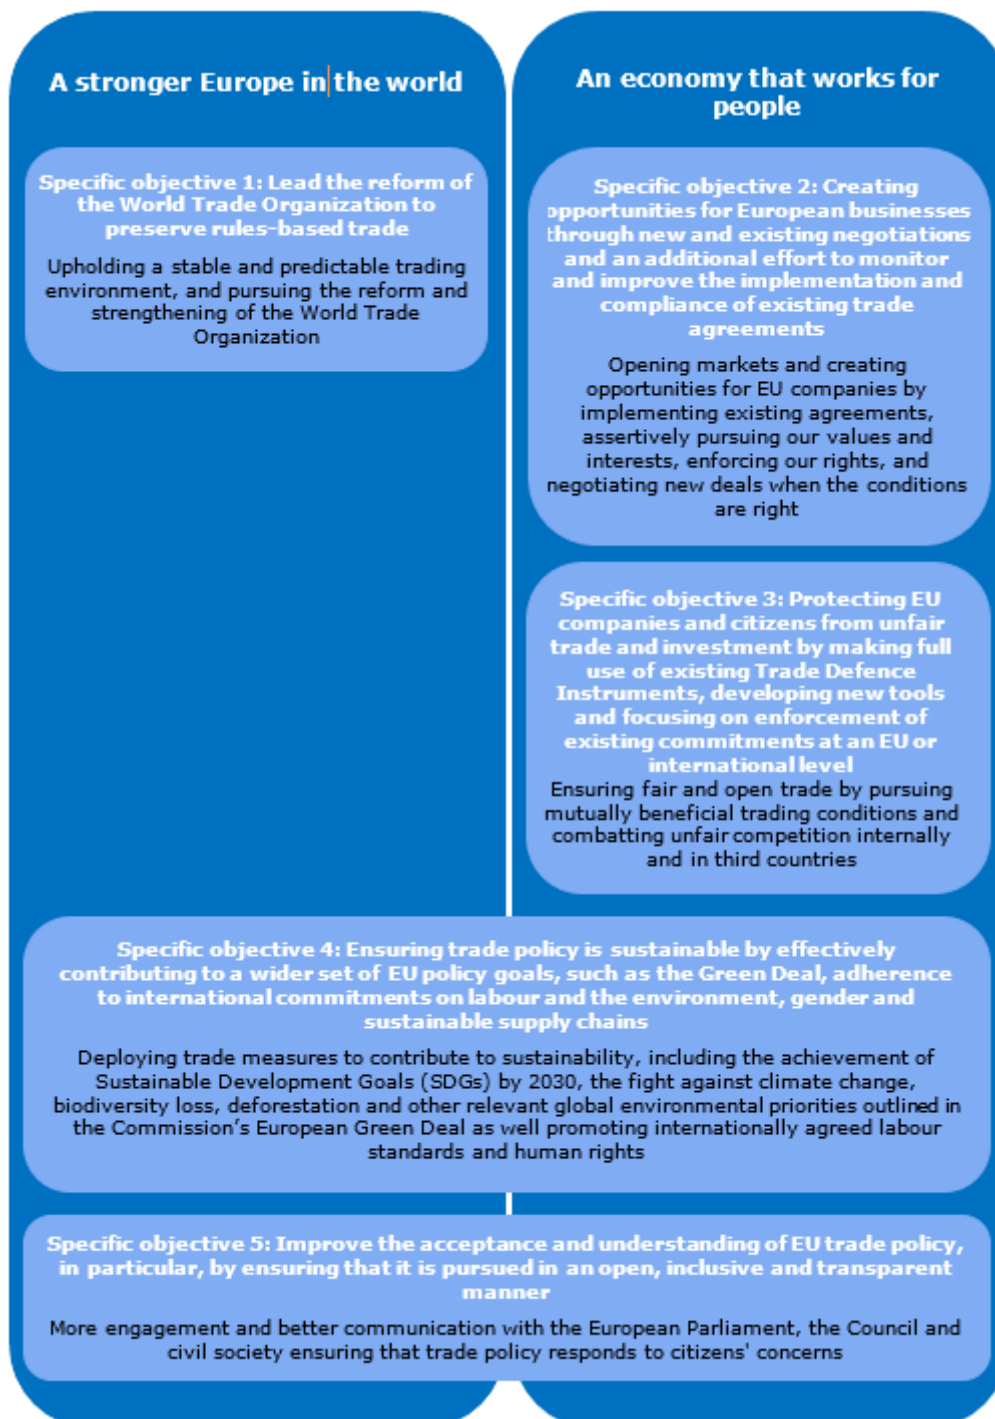 A stronger Europe in the world
Specific objective 1: Lead the reform of
the World Trade Organization to
preserve rules-based trade
Upholding a stable and predictable trading
environment, and pursuing the reform and
strengthening of the World Trade
Organization
An economy that works for
people
Specific objective 2: Creating
opportunities for European businesses
through new and existing negotiations
and an additional effort to monitor
and improve the implementation and
compliance of existing trade
agreements
Opening markets and creating
opportunities for EU companies by
implementing existing agreements,
assertively pursuing our values and
interests, enforcing our rights, and
negotiating new deals when the conditions
are right
Specific objective 3: Protecting EU
companies and citizens from unfair
trade and investment by making full
use of existing Trade Defence
Instruments, developing new tools
and focusing on enforcement of
existing commitments at an EU or
international level
Ensuring fair and open trade by pursuing
mutually beneficial trading conditions and
combatting unfair competition internally
and in third countries
Specific objective 4: Ensuring trade policy is sustainable by effectively
contributing to a wider set of EU policy goals, such as the Green Deal, adherence
to international commitments on labour and the environment, gender and
sustainable supply chains
Deploying trade measures to contribute to sustainability, including the achievement of
Sustainable Development Goals (SDGs) by 2030, the fight against climate change,
biodiversity loss, deforestation and other relevant global environmental priorities outlined in
the Commission's European Green Deal as well promoting internationally agreed labour
standards and human rights
Specific objective 5: Improve the acceptance and understanding of EU trade policy,
in particular, by ensuring that it is pursued in an open, inclusive and transparent
manner
More engagement and better communication with the European Parliament, the Council and
civil society ensuring that trade policy responds to citizens' concerns